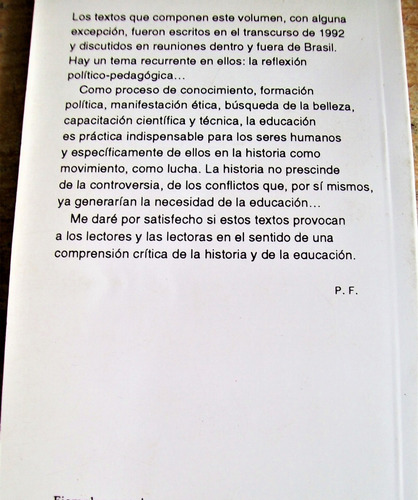 Los textos que componen este volumen, con alguna
excepción, fueron escritos en el transcurso de 1992
y discutidos en reuniones dentro y fuera de Brasil.
Hay un tema recurrente en ellos: la reflexión
político-pedagógica...
Como proceso de conocimiento, formación
política, manifestación ética, búsqueda de la belleza,
capacitación científica y técnica, la educación
es práctica indispensable para los seres humanos
y específicamente de ellos en la historia como
movimiento, como lucha. La historia no prescinde
de la controversia, de los conflictos que, por sí mismos,
ya generarían la necesidad de la educación...
Me daré por satisfecho si estos textos provocan
a los lectores y las lectoras en el sentido de una
comprensión crítica de la historia y de la educación.
P. F.